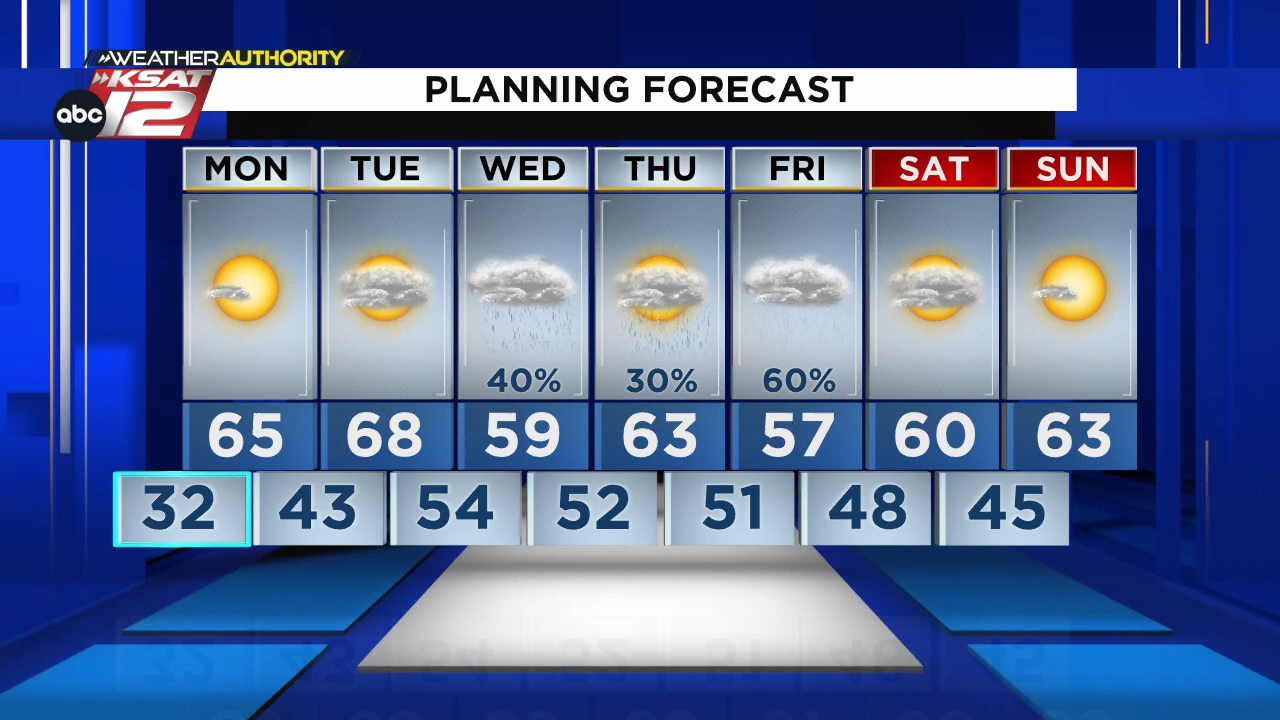 WEATHERAUTHORITY
KSAT
abc 12
PLANNING FORECAST
MON TUE WED THU FRI SAT SUN
40% 30% 60%
65 68 59 63 57 60 63
32 43 54 52 51 48 45